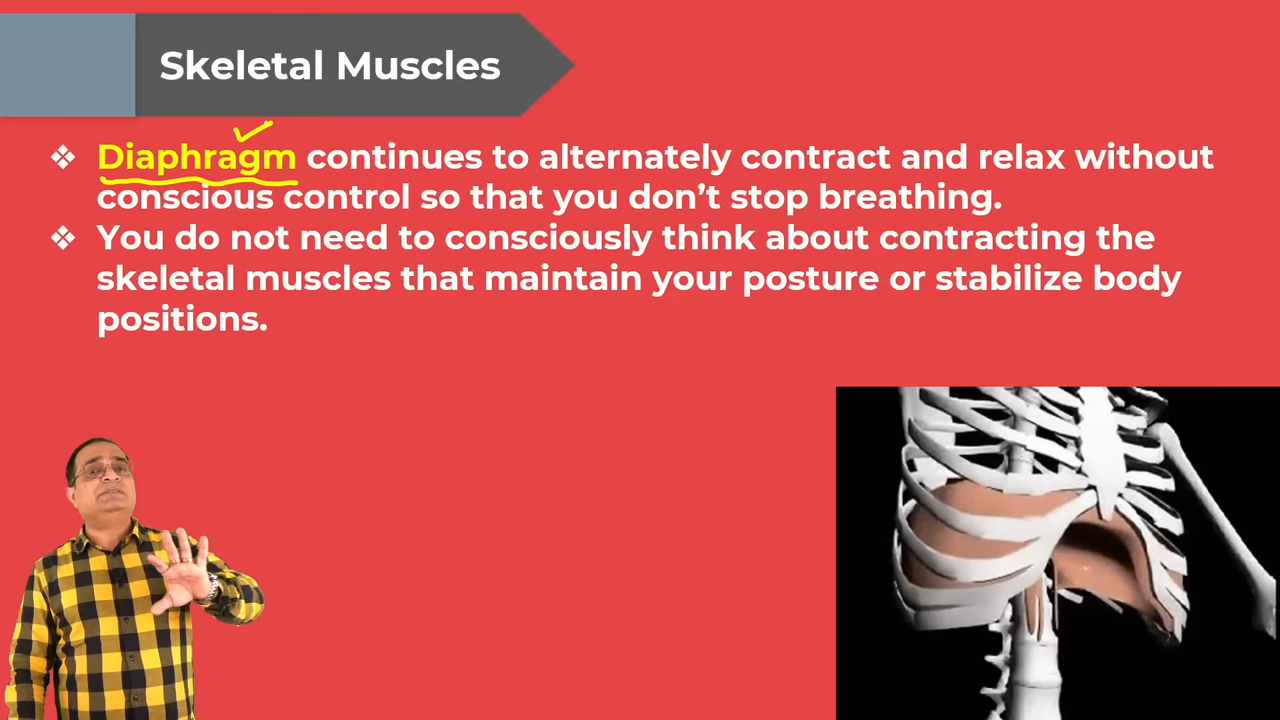 Skeletal Muscles
❖ Diaphragm continues to alternately contract and relax without
conscious control so that you don’t stop breathing.
❖ You do not need to consciously think about contracting the
skeletal muscles that maintain your posture or stabilize body
positions.